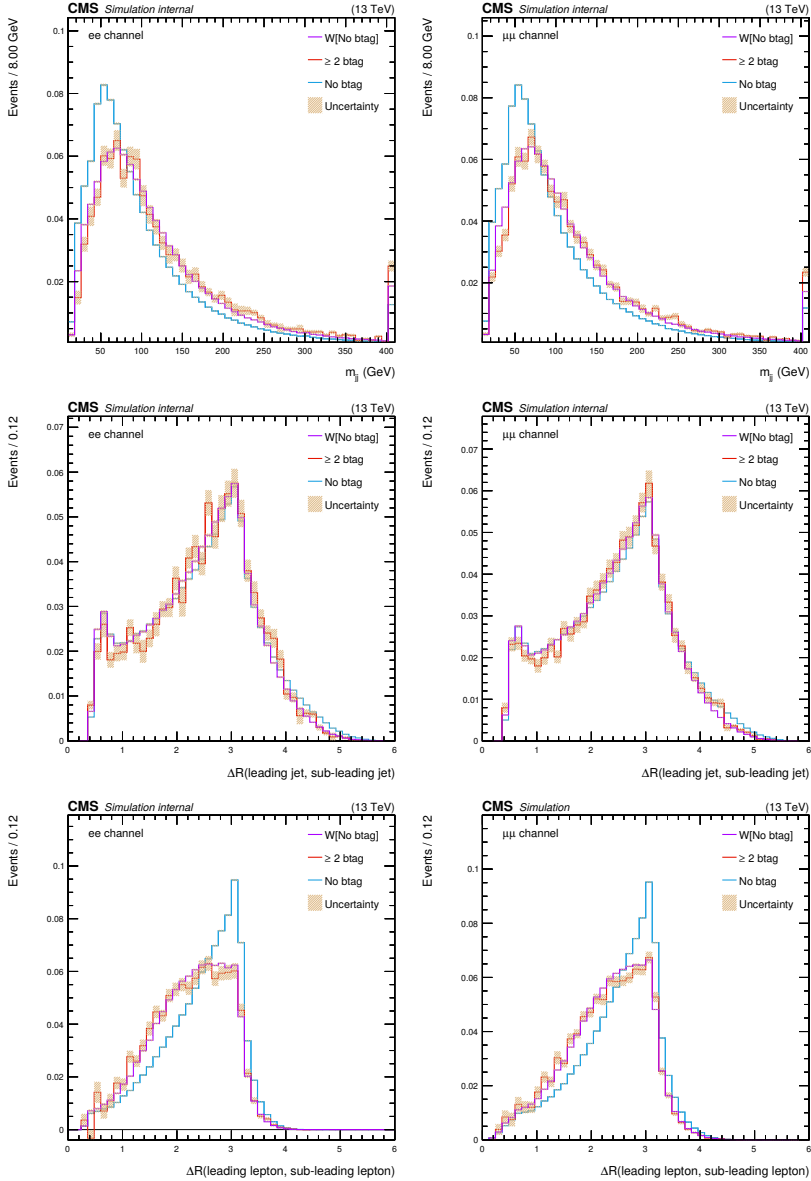 CMS Simulation internal (13 TeV)
Events / 8.00 GeV
ee channel
W[No btag]
≥ 2 btag
No btag
Uncertainty
0.1
0.08
0.06
0.04
0.02
50 100 150 200 250 300 350 400
m_jj (GeV)
CMS Simulation internal (13 TeV)
Events / 8.00 GeV
μμ channel
W[No btag]
≥ 2 btag
No btag
Uncertainty
0.1
0.08
0.06
0.04
0.02
50 100 150 200 250 300 350 400
m_jj (GeV)
CMS Simulation internal (13 TeV)
Events / 0.12
ee channel
W[No btag]
≥ 2 btag
No btag
Uncertainty
0.07
0.06
0.05
0.04
0.03
0.02
0.01
0
0 1 2 3 4 5 6
ΔR(leading jet, sub-leading jet)
CMS Simulation internal (13 TeV)
Events / 0.12
μμ channel
W[No btag]
≥ 2 btag
No btag
Uncertainty
0.07
0.06
0.05
0.04
0.03
0.02
0.01
0
0 1 2 3 4 5 6
ΔR(leading jet, sub-leading jet)
CMS Simulation internal (13 TeV)
Events / 0.12
ee channel
W[No btag]
≥ 2 btag
No btag
Uncertainty
0.1
0.08
0.06
0.04
0.02
0
0 1 2 3 4 5 6
ΔR(leading lepton, sub-leading lepton)
CMS Simulation (13 TeV)
Events / 0.12
μμ channel
W[No btag]
≥ 2 btag
No btag
Uncertainty
0.1
0.08
0.06
0.04
0.02
0
0 1 2 3 4 5 6
ΔR(leading lepton, sub-leading lepton)